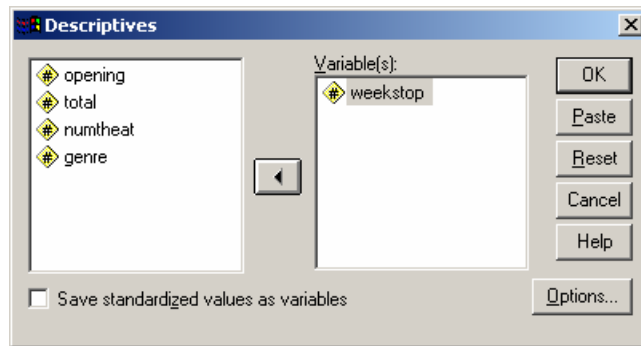 Descriptives
opening
total
numtheat
genre
Variable(s):
weekstop
OK
Paste
Reset
Cancel
Help
Save standardized values as variables
Options...